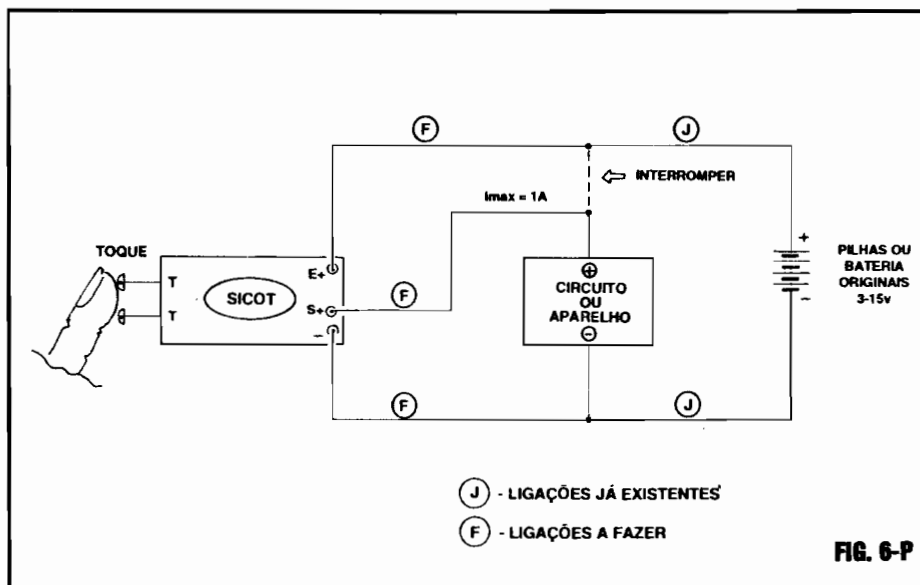 F
J
INTERROMPER
Imax = 1A
TOQUE
T
T
SICOT
E+
S+
–
F
+
CIRCUITO
OU
APARELHO
–
+
–
PILHAS OU
BATERIA
ORIGINAIS
3-15v
F
J
J - LIGAÇÕES JÁ EXISTENTES
F - LIGAÇÕES A FAZER
FIG. 6-P